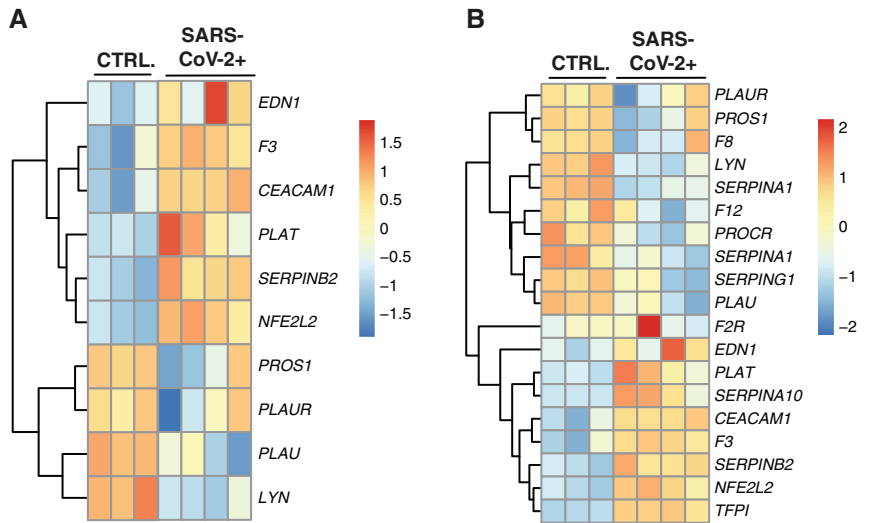 A
CTRL.
SARS-
CoV-2+
EDN1
F3
CEACAM1
PLAT
SERPINB2
NFE2L2
PROS1
PLAUR
PLAU
LYN
1.5
1
0.5
0
−0.5
−1
−1.5
B
CTRL.
SARS-
CoV-2+
PLAUR
PROS1
F8
LYN
SERPINA1
F12
PROCR
SERPINA1
SERPING1
PLAU
F2R
EDN1
PLAT
SERPINA10
CEACAM1
F3
SERPINB2
NFE2L2
TFPI
2
1
0
−1
−2